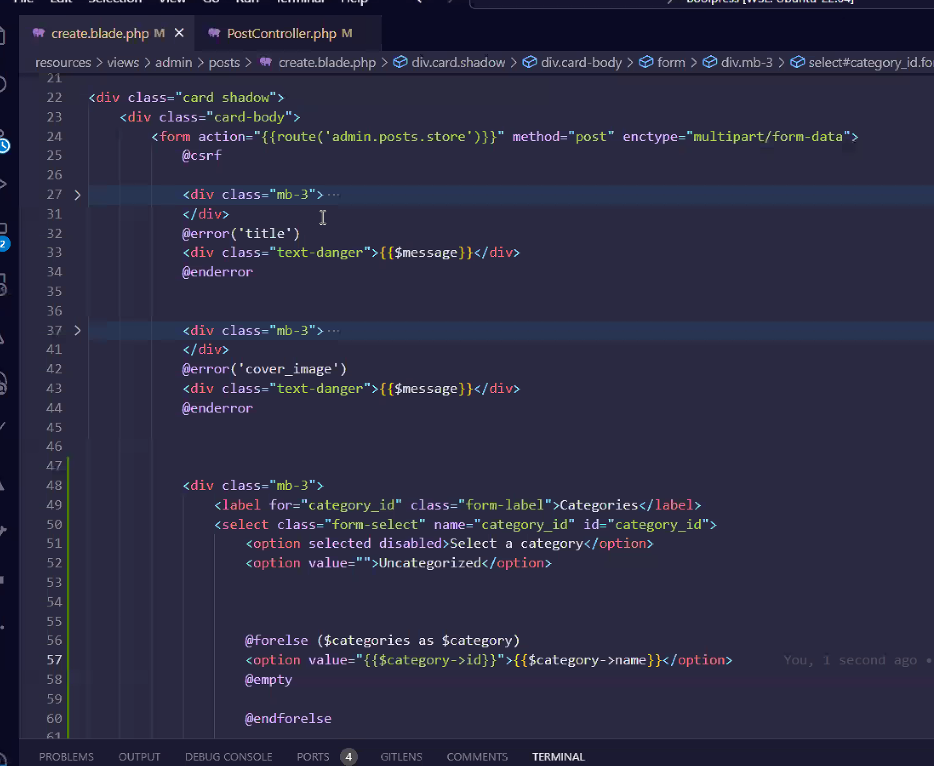 File Edit Selection View Go Run Terminal Help boolpress [WSL: Ubuntu-22.04]
create.blade.php M PostController.php M
resources > views > admin > posts > create.blade.php > div.card.shadow > div.card-body > form > div.mb-3 > select#category_id.fo
21
22 <div class="card shadow">
23 <div class="card-body">
24 <form action="{{route('admin.posts.store')}}" method="post" enctype="multipart/form-data">
25 @csrf
26
27 <div class="mb-3"> ···
31 </div>
32 @error('title')
33 <div class="text-danger">{{$message}}</div>
34 @enderror
35
36
37 <div class="mb-3"> ···
41 </div>
42 @error('cover_image')
43 <div class="text-danger">{{$message}}</div>
44 @enderror
45
46
47
48 <div class="mb-3">
49 <label for="category_id" class="form-label">Categories</label>
50 <select class="form-select" name="category_id" id="category_id">
51 <option selected disabled>Select a category</option>
52 <option value="">Uncategorized</option>
53
54
55
56 @forelse ($categories as $category)
57 <option value="{{$category->id}}">{{$category->name}}</option> You, 1 second ago •
58 @empty
59
60 @endforelse
61
2
PROBLEMS OUTPUT DEBUG CONSOLE PORTS 4 GITLENS COMMENTS TERMINAL